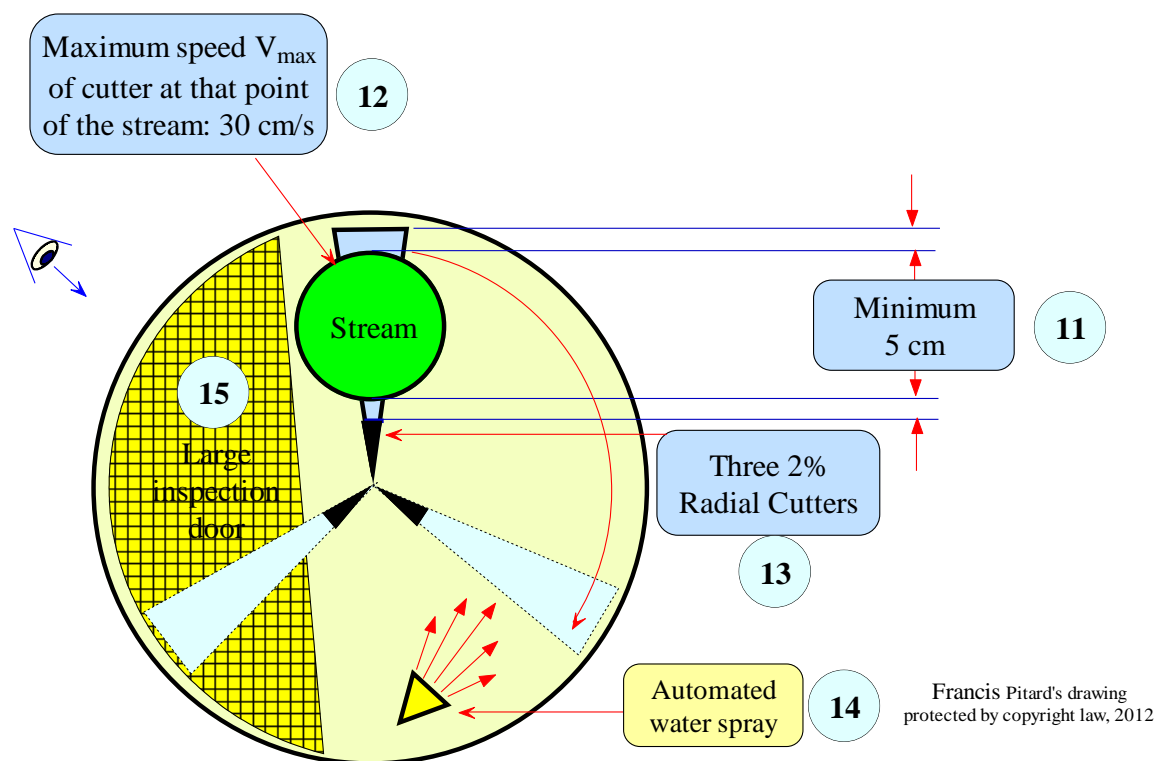 Maximum speed Vmax
of cutter at that point
of the stream: 30 cm/s
12
Stream
Minimum
5 cm
11
15
Large
inspection
door
Three 2%
Radial Cutters
13
Automated
water spray
14
Francis Pitard's drawing
protected by copyright law, 2012